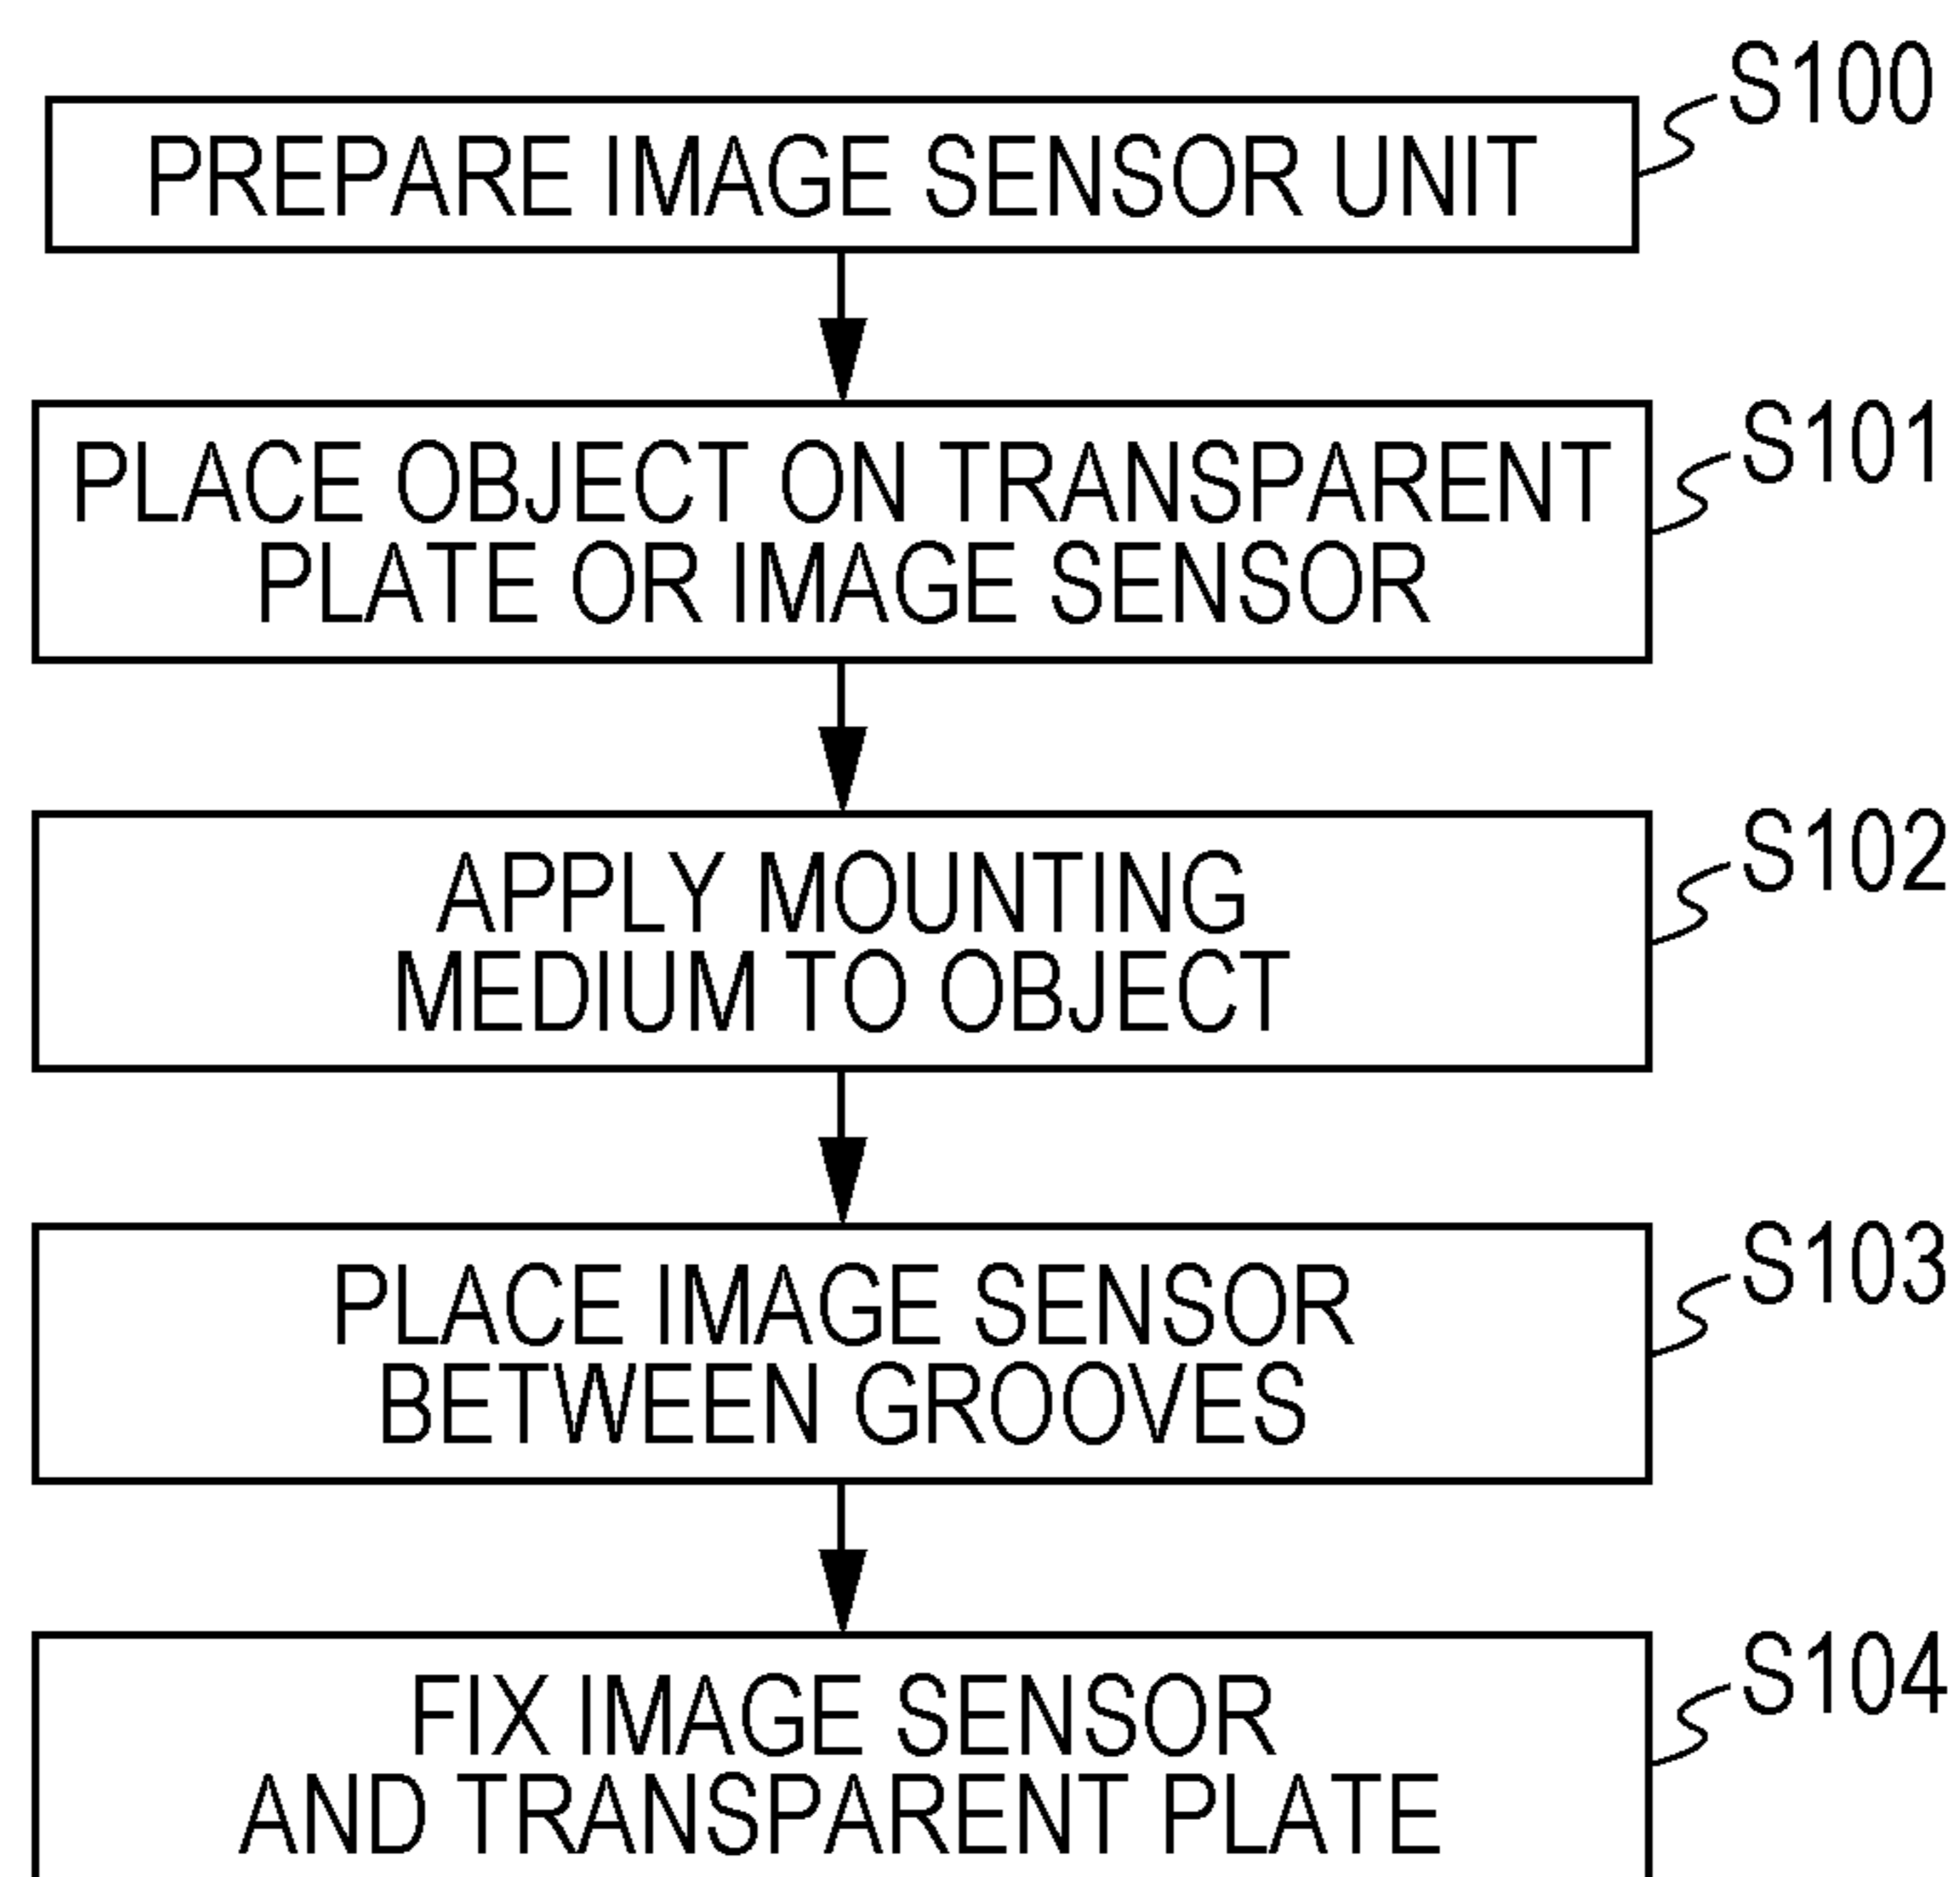 S100
PREPARE IMAGE SENSOR UNIT
S101
PLACE OBJECT ON TRANSPARENT
PLATE OR IMAGE SENSOR
S102
APPLY MOUNTING
MEDIUM TO OBJECT
S103
PLACE IMAGE SENSOR
BETWEEN GROOVES
S104
FIX IMAGE SENSOR
AND TRANSPARENT PLATE